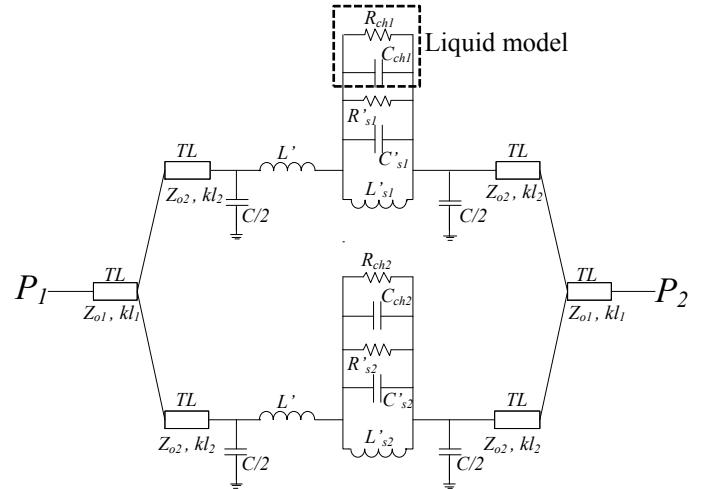 R_ch1
Liquid model
C_ch1
R'_s1
C'_s1
TL
L'
TL
Z_o2, kl_2
L'_s1
Z_o2, kl_2
C/2
C/2
R_ch2
P_1
TL
C_ch2
TL
P_2
Z_o1, kl_1
R'_s2
Z_o1, kl_1
C'_s2
TL
L'
TL
Z_o2, kl_2
L'_s2
Z_o2, kl_2
C/2
C/2